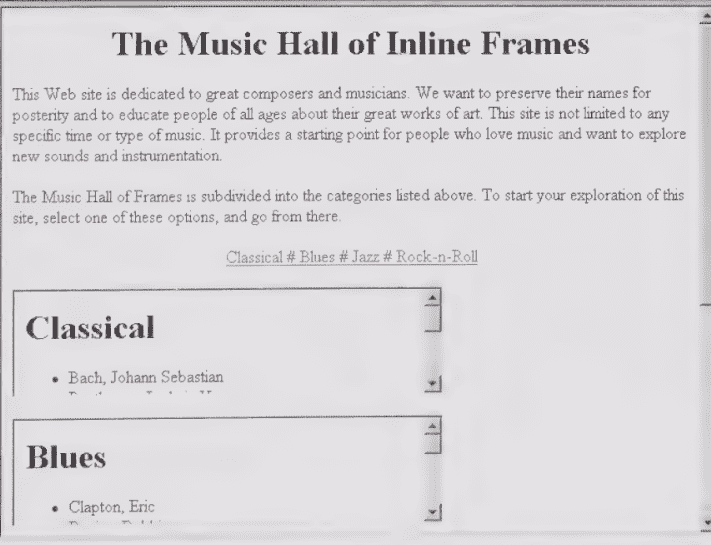 The Music Hall of Inline Frames
This Web site is dedicated to great composers and musicians. We want to preserve their names for
posterity and to educate people of all ages about their great works of art. This site is not limited to any
specific time or type of music. It provides a starting point for people who love music and want to explore
new sounds and instrumentation.
The Music Hall of Frames is subdivided into the categories listed above. To start your exploration of this
site, select one of these options, and go from there.
Classical # Blues # Jazz # Rock-n-Roll
Classical
• Bach, Johann Sebastian
Blues
• Clapton, Eric